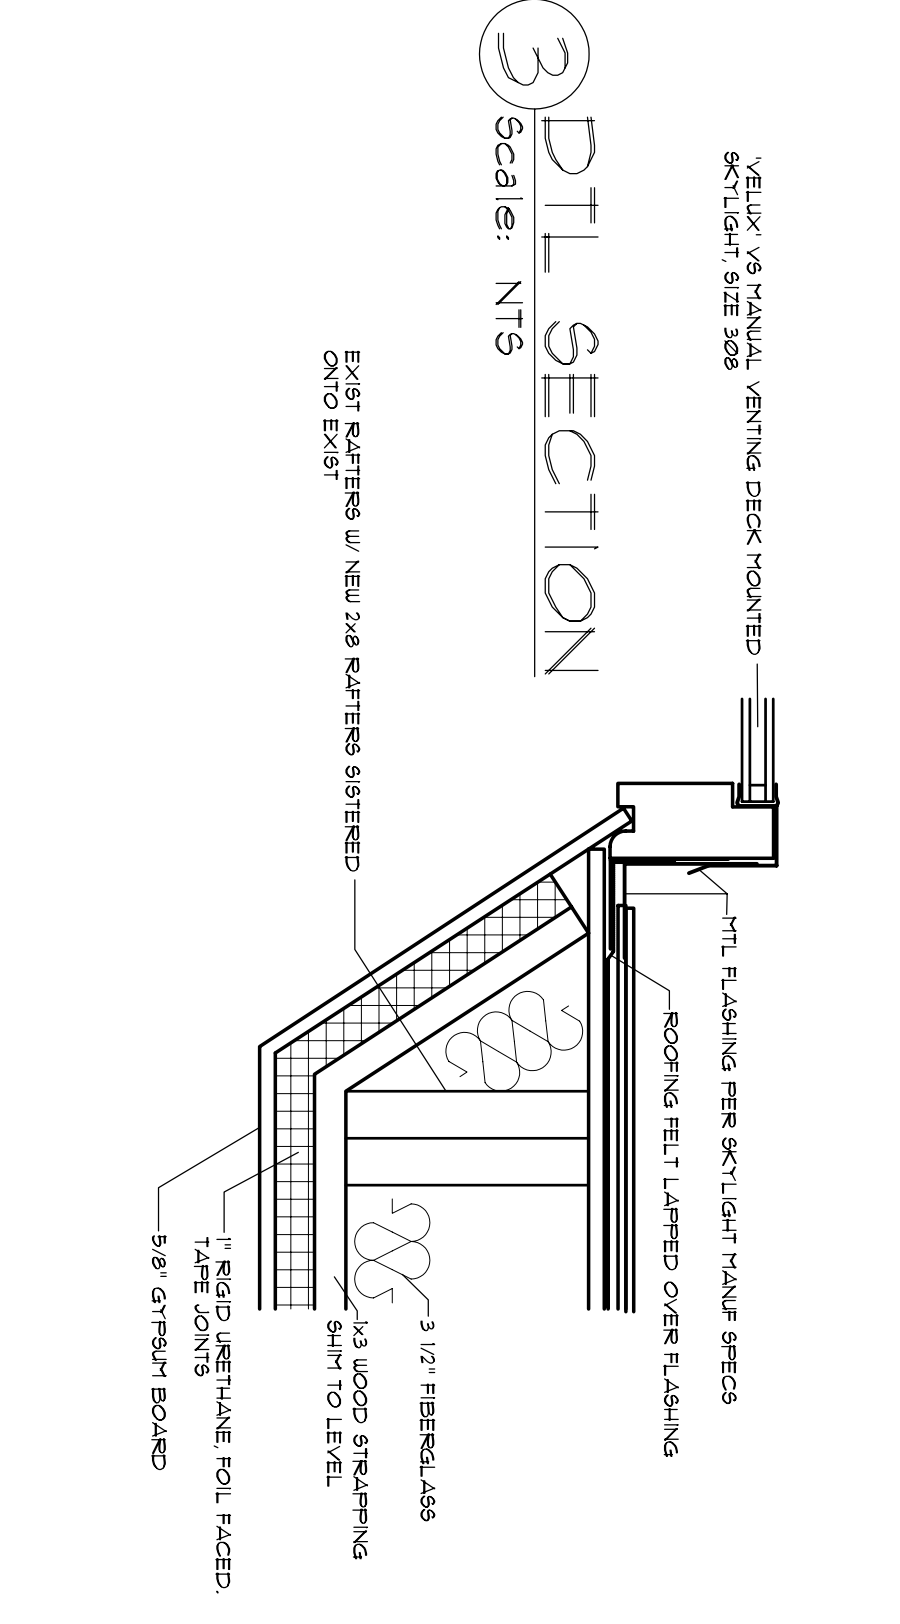 'VELUX' VS MANUAL VENTING DECK MOUNTED
SKYLIGHT, SIZE 308
MTL FLASHING PER SKYLIGHT MANUF SPECS
ROOFING FELT LAPPED OVER FLASHING
3
DTL SECTION
Scale: NTS
3 1/2" FIBERGLASS
EXIST RAFTERS W/ NEW 2x8 RAFTERS SISTERED
ONTO EXIST
1x3 WOOD STRAPPING
SHIM TO LEVEL
1" RIGID URETHANE, FOIL FACED.
TAPE JOINTS
5/8" GYPSUM BOARD